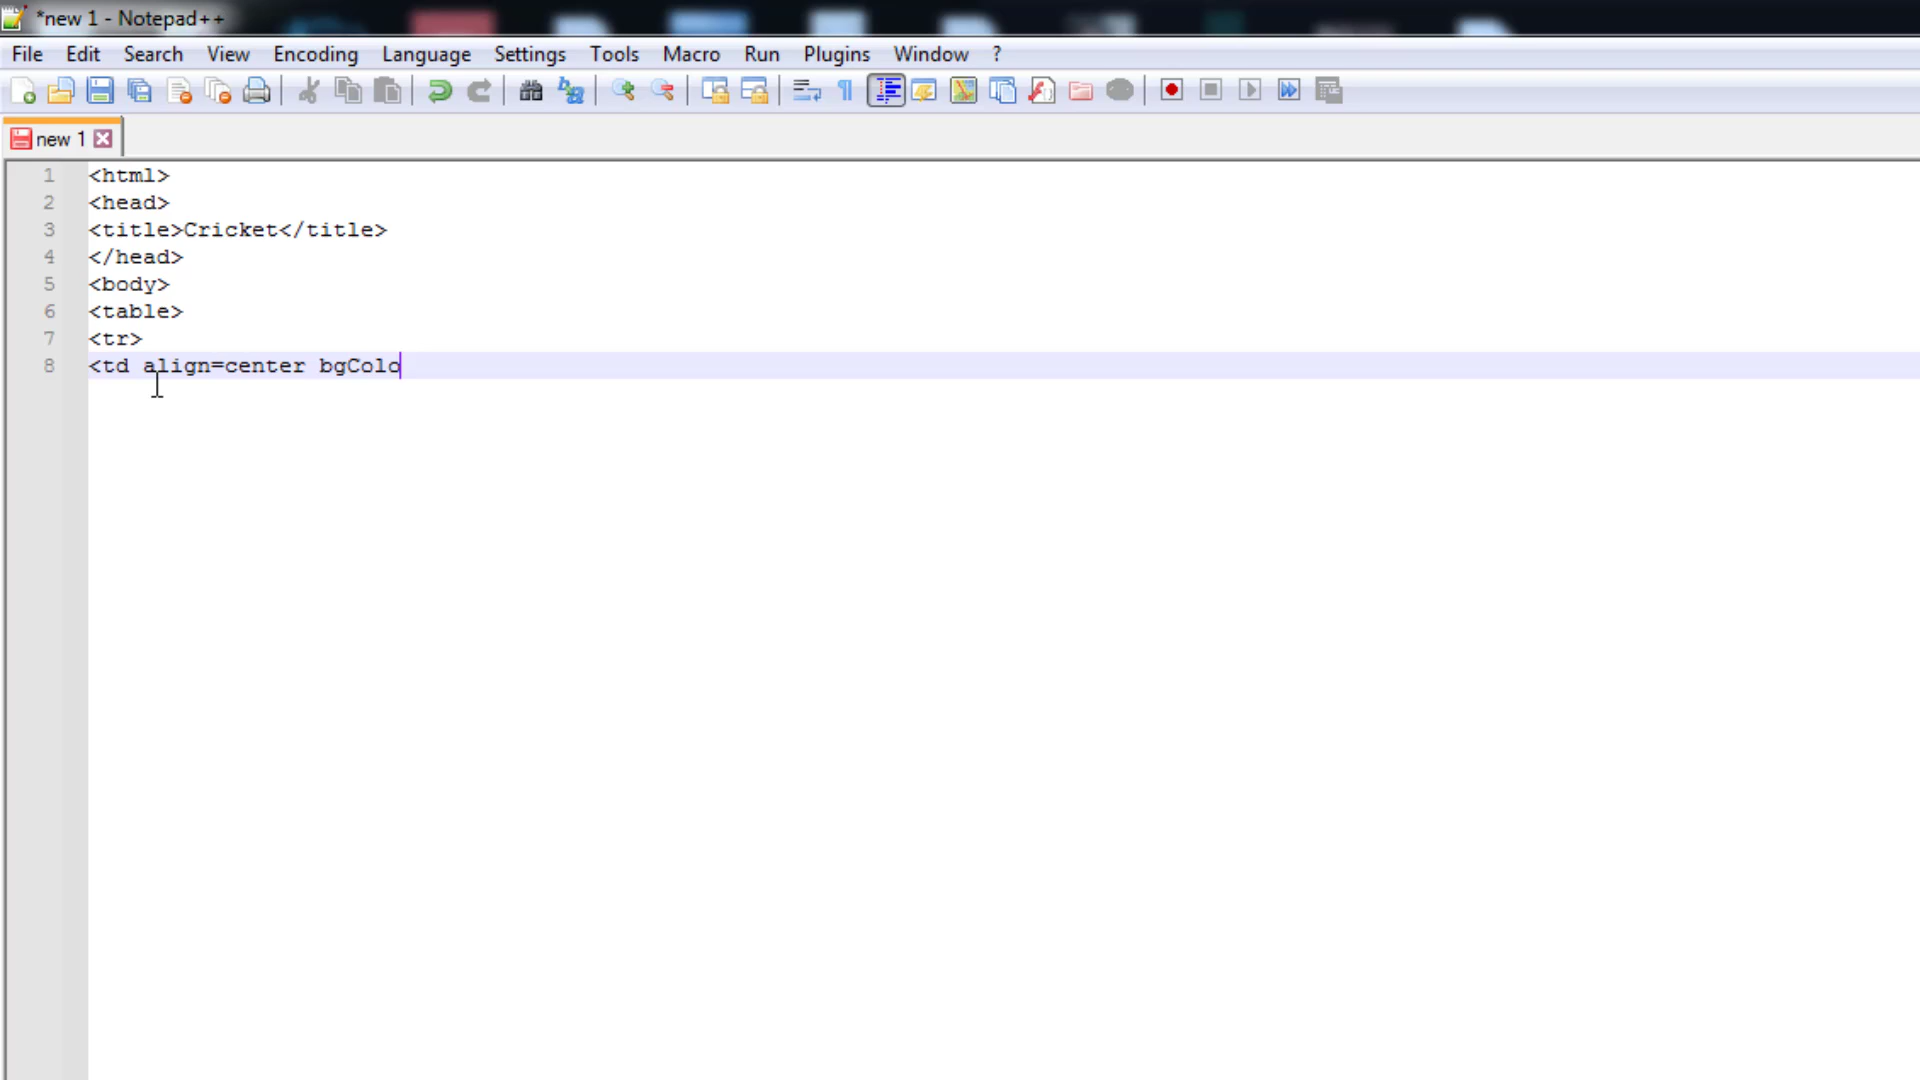 *new 1 - Notepad++
File Edit Search View Encoding Language Settings Tools Macro Run Plugins Window ?
new 1
1 <html>
2 <head>
3 <title>Cricket</title>
4 </head>
5 <body>
6 <table>
7 <tr>
8 <td align=center bgColo